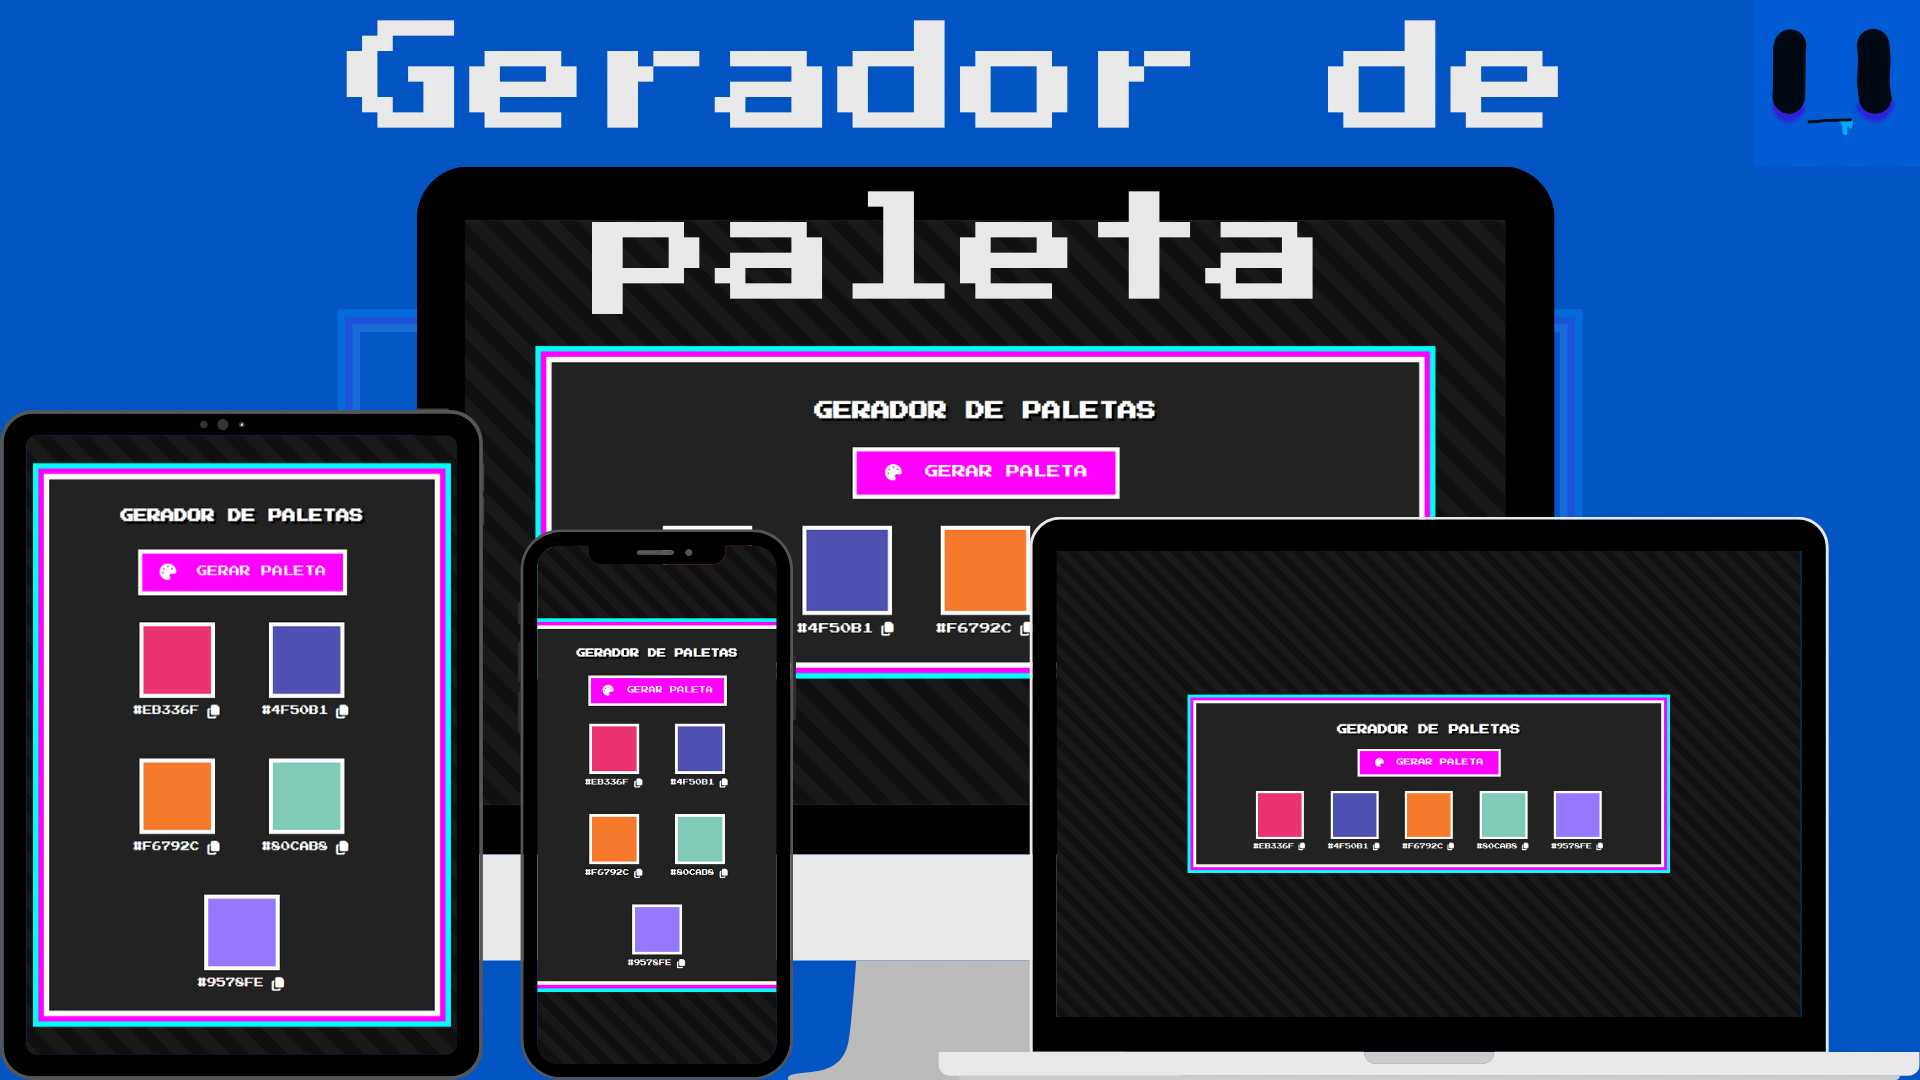 Gerador de
paleta
GERADOR DE PALETAS
GERAR PALETA
#4F50B1
#F6792C
GERADOR DE PALETAS
GERAR PALETA
#EB336F #4F50B1
#F6792C #80CAB8
#9578FE
GERADOR DE PALETAS
GERAR PALETA
#EB336F #4F50B1
#F6792C #80CAB8
#9578FE
GERADOR DE PALETAS
GERAR PALETA
#EB336F #4F50B1 #F6792C #80CAB8 #9578FE